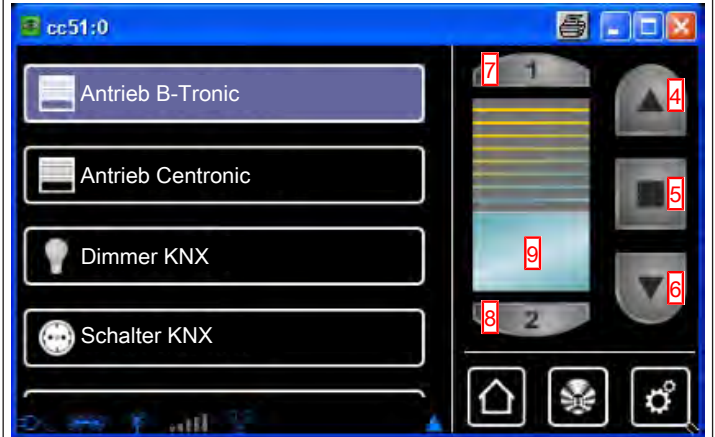 cc51:0
Antrieb B-Tronic
Antrieb Centronic
Dimmer KNX
Schalter KNX
7
1
4
5
9
6
8
2